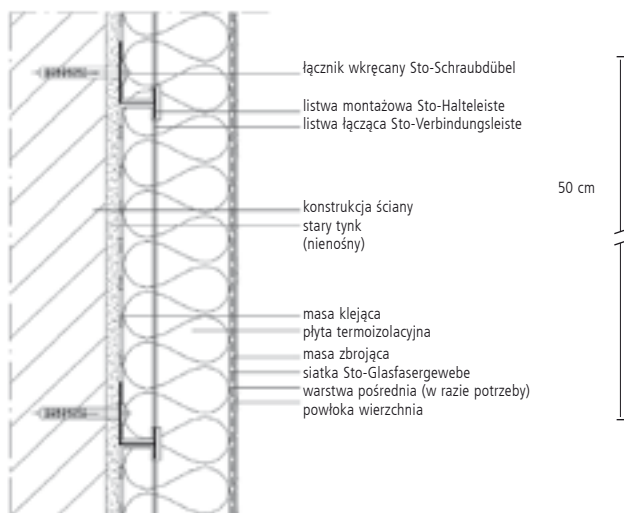 łącznik wkręcany Sto-Schraubdübel
listwa montażowa Sto-Halteleiste
listwa łącząca Sto-Verbindungsleiste
50 cm
konstrukcja ściany
stary tynk
(nienośny)
masa klejąca
płyta termoizolacyjna
masa zbrojąca
siatka Sto-Glasfasergewebe
warstwa pośrednia (w razie potrzeby)
powłoka wierzchnia